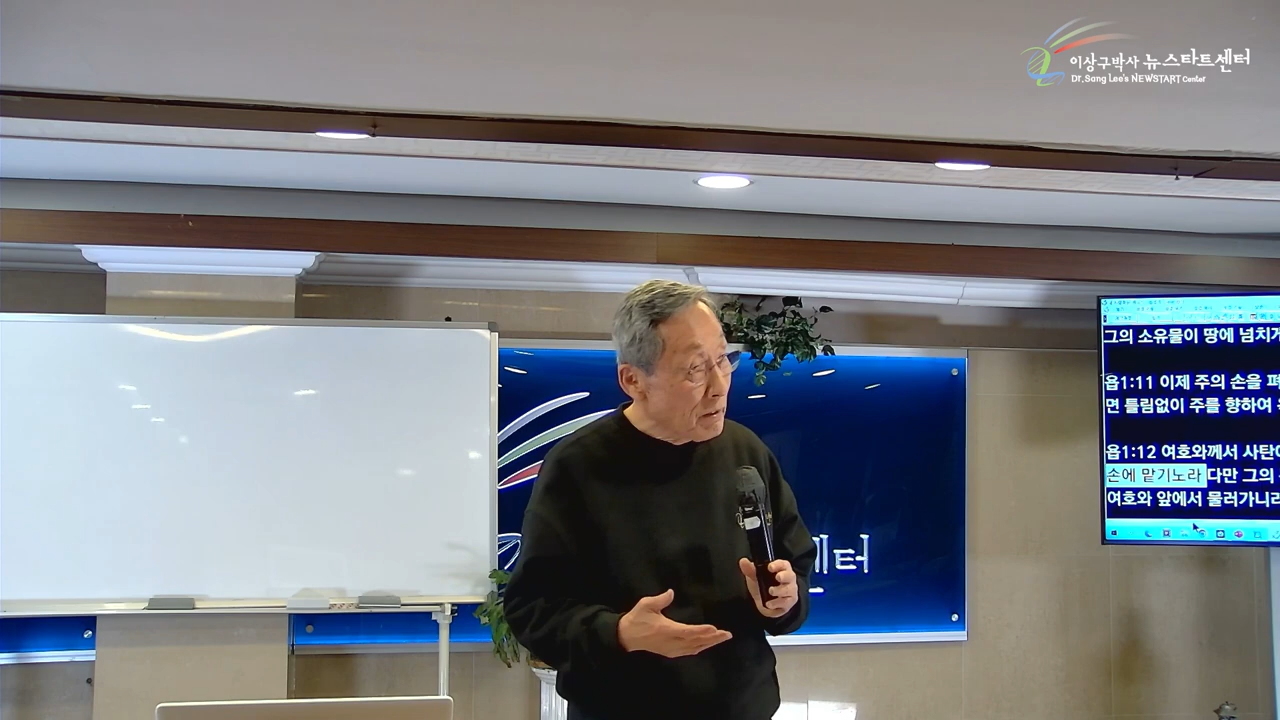 이상구박사 뉴스타트센터
Dr. Sang Lee's NEWSTART Center
그의 소유물이 땅에 넘치게
욥1:11 이제 주의 손을 펴
면 틀림없이 주를 향하여
욥1:12 여호와께서 사탄에
손에 맡기노라 다만 그의
여호와 앞에서 물러가니라
센터